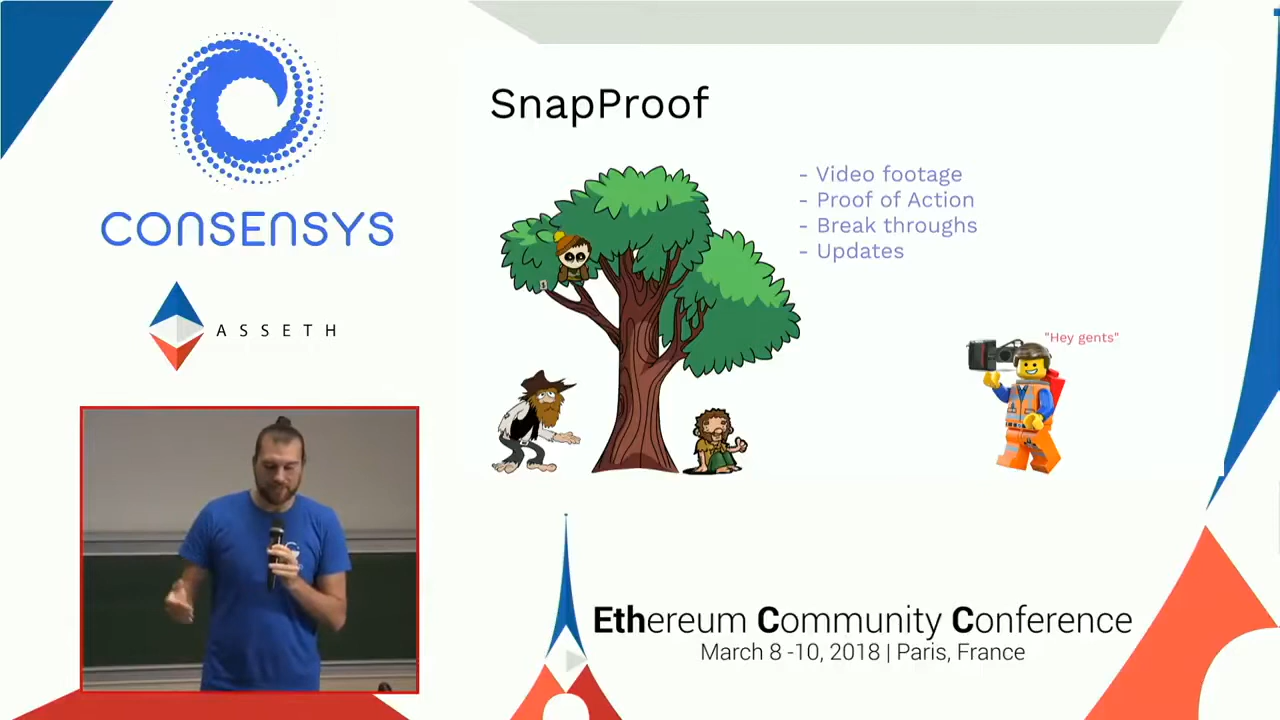 CONSENSYS
ASSETH
SnapProof
- Video footage
- Proof of Action
- Break throughs
- Updates
"Hey gents"
Ethereum Community Conference
March 8 -10, 2018 | Paris, France